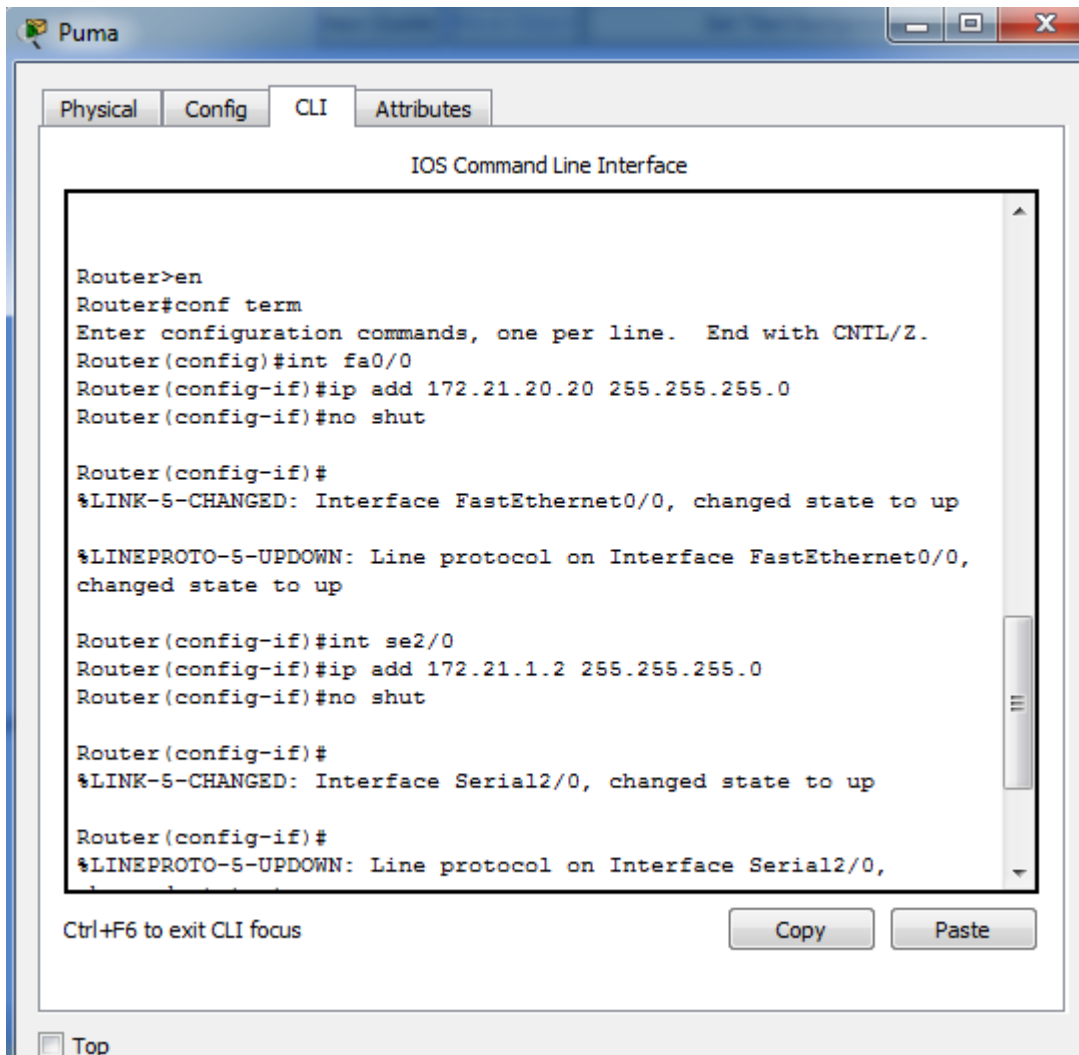 Puma
Physical Config CLI Attributes
IOS Command Line Interface
Router>en
Router#conf term
Enter configuration commands, one per line.  End with CNTL/Z.
Router(config)#int fa0/0
Router(config-if)#ip add 172.21.20.20 255.255.255.0
Router(config-if)#no shut
Router(config-if)#
%LINK-5-CHANGED: Interface FastEthernet0/0, changed state to up
%LINEPROTO-5-UPDOWN: Line protocol on Interface FastEthernet0/0,
changed state to up
Router(config-if)#int se2/0
Router(config-if)#ip add 172.21.1.2 255.255.255.0
Router(config-if)#no shut
Router(config-if)#
%LINK-5-CHANGED: Interface Serial2/0, changed state to up
Router(config-if)#
%LINEPROTO-5-UPDOWN: Line protocol on Interface Serial2/0,
Ctrl+F6 to exit CLI focus
Copy Paste
Top